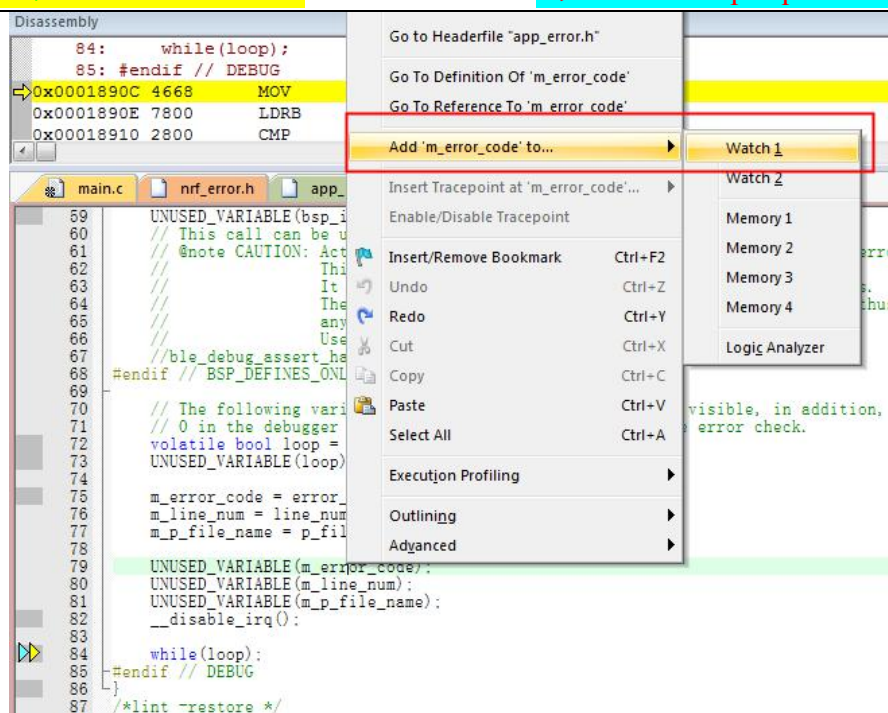 Disassembly
84: while(loop);
85: #endif // DEBUG
0x0001890C 4668 MOV
0x0001890E 7800 LDRB
0x00018910 2800 CMP
Go to Headerfile "app_error.h"
Go To Definition Of 'm_error_code'
Go To Reference To 'm_error_code'
Add 'm_error_code' to...
Insert Tracepoint at 'm_error_code'...
Enable/Disable Tracepoint
Insert/Remove Bookmark Ctrl+F2
Undo Ctrl+Z
Redo Ctrl+Y
Cut Ctrl+X
Copy Ctrl+C
Paste Ctrl+V
Select All Ctrl+A
Execution Profiling
Outlining
Advanced
Watch 1
Watch 2
Memory 1
Memory 2
Memory 3
Memory 4
Logic Analyzer
main.c nrf_error.h app_
59 UNUSED_VARIABLE(bsp_i
60 // This call can be u
61 // @note CAUTION: Act erro
62 // Thi
63 // It s.
64 // The thus
65 // any
66 // Use
67 //ble_debug_assert_ha
68 #endif // BSP_DEFINES_ONL
69
70 // The following vari visible, in addition,
71 // 0 in the debugger error check.
72 volatile bool loop =
73 UNUSED_VARIABLE(loop)
74
75 m_error_code = error_
76 m_line_num = line_num
77 m_p_file_name = p_fil
78
79 UNUSED_VARIABLE(m_error_code);
80 UNUSED_VARIABLE(m_line_num);
81 UNUSED_VARIABLE(m_p_file_name);
82 __disable_irq();
83
84 while(loop);
85 #endif // DEBUG
86 }
87 /*lint -restore */